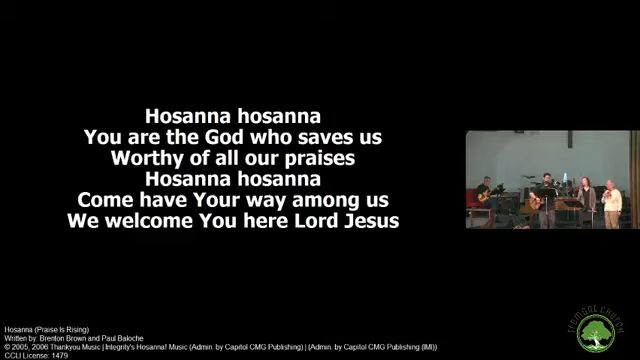 Hosanna hosanna
You are the God who saves us
Worthy of all our praises
Hosanna hosanna
Come have Your way among us
We welcome You here Lord Jesus
Hosanna (Praise Is Rising)
Written by: Brenton Brown and Paul Baloche
© 2005, 2006 Thankyou Music | Integrity's Hosanna! Music (Admin. by Capitol CMG Publishing) | (Admin. by Capitol CMG Publishing (IMI))
CCLI License: 1479
Tremont Church